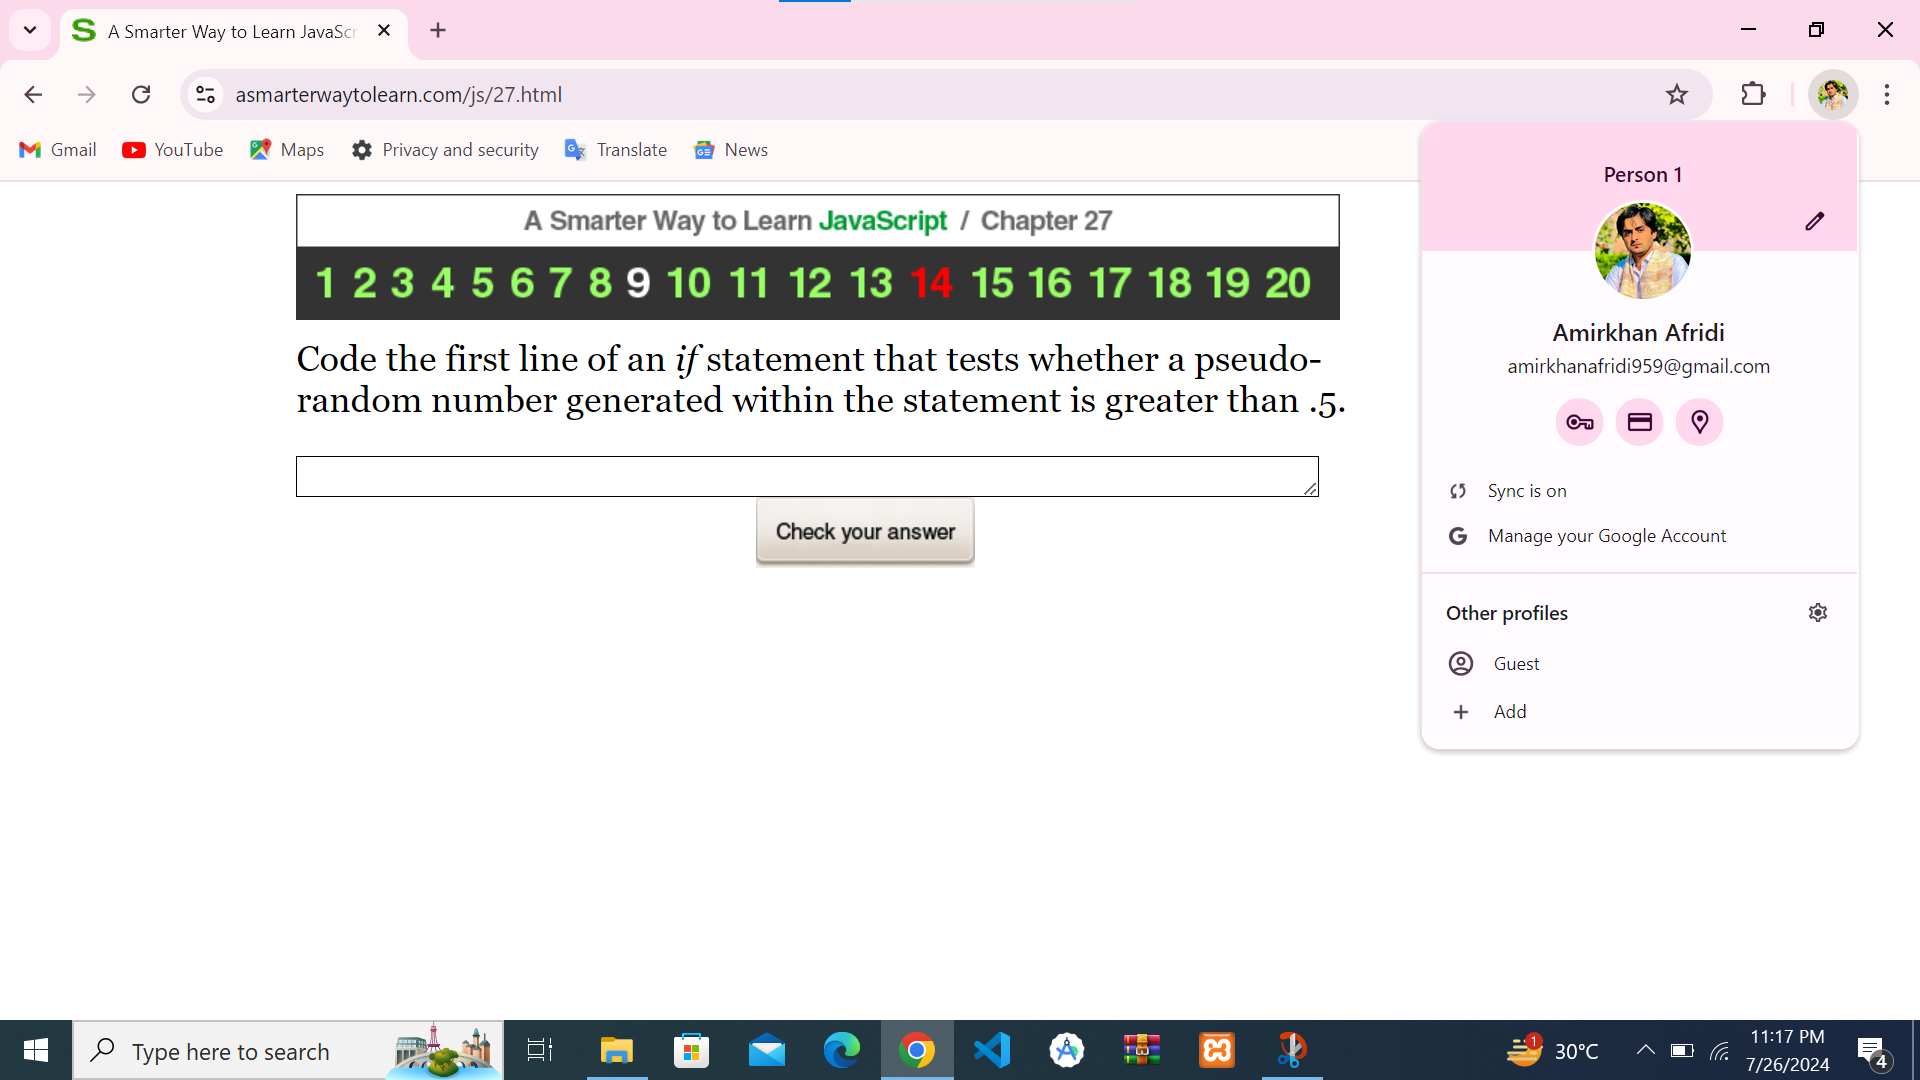 A Smarter Way to Learn JavaScr
asmarterwaytolearn.com/js/27.html
Gmail YouTube Maps Privacy and security Translate News
A Smarter Way to Learn JavaScript / Chapter 27
1 2 3 4 5 6 7 8 9 10 11 12 13 14 15 16 17 18 19 20
Code the first line of an if statement that tests whether a pseudo-
random number generated within the statement is greater than .5.
Check your answer
Person 1
Amirkhan Afridi
amirkhanafridi959@gmail.com
Sync is on
Manage your Google Account
Other profiles
Guest
Add
Type here to search
1
30°C
11:17 PM
7/26/2024
4